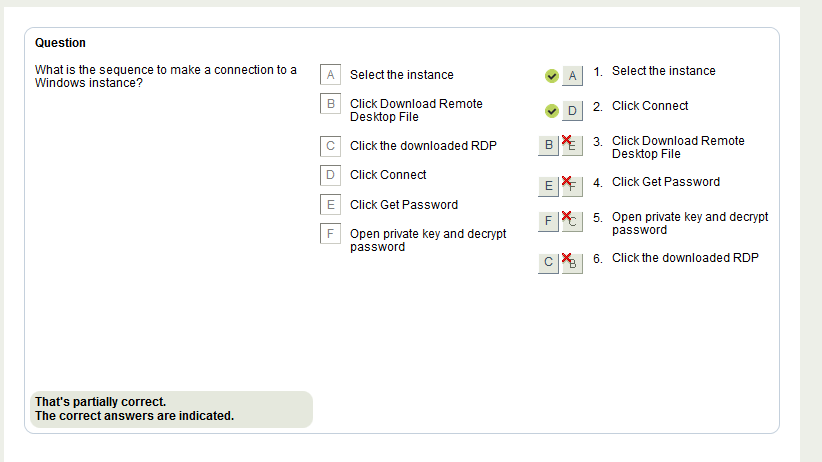 Question
What is the sequence to make a connection to a
Windows instance?
A Select the instance
B Click Download Remote
Desktop File
C Click the downloaded RDP
D Click Connect
E Click Get Password
F Open private key and decrypt
password
A 1. Select the instance
D 2. Click Connect
B E 3. Click Download Remote
Desktop File
E F 4. Click Get Password
F C 5. Open private key and decrypt
password
C B 6. Click the downloaded RDP
That's partially correct.
The correct answers are indicated.